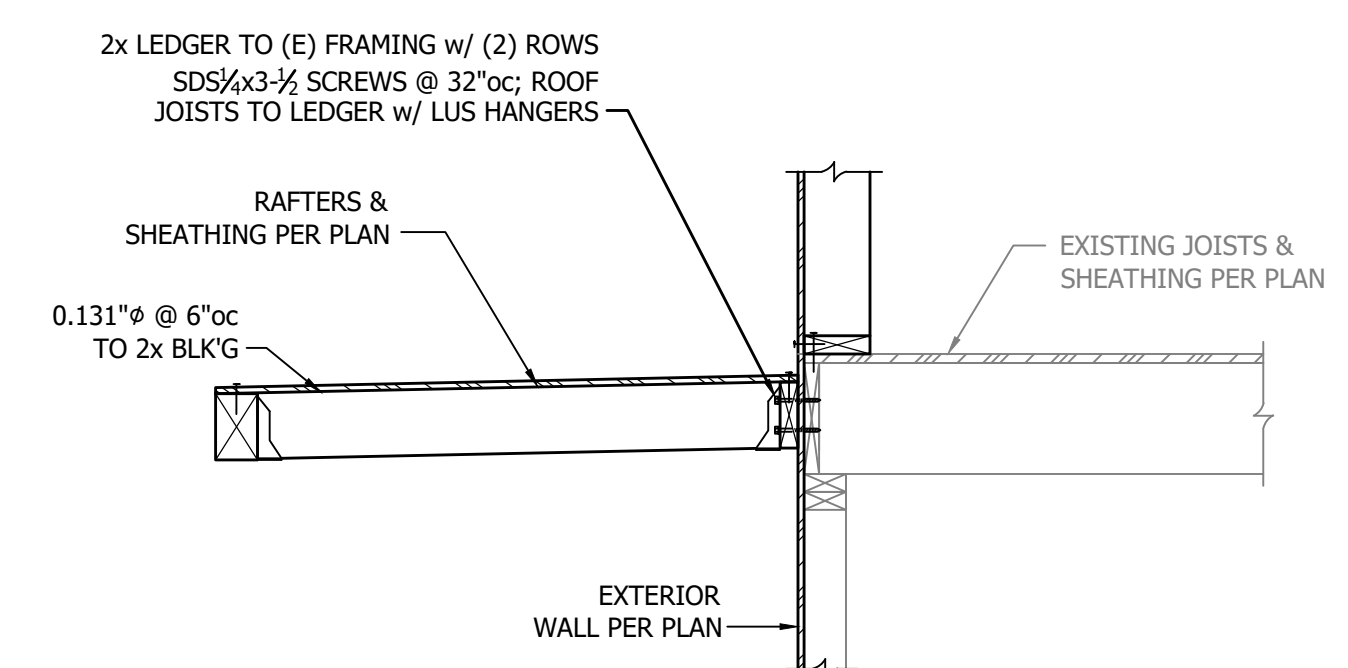 2x LEDGER TO (E) FRAMING w/ (2) ROWS
SDS¼x3-½ SCREWS @ 32"oc; ROOF
JOISTS TO LEDGER w/ LUS HANGERS
RAFTERS &
SHEATHING PER PLAN
EXISTING JOISTS &
SHEATHING PER PLAN
0.131"⌀ @ 6"oc
TO 2x BLK'G
EXTERIOR
WALL PER PLAN